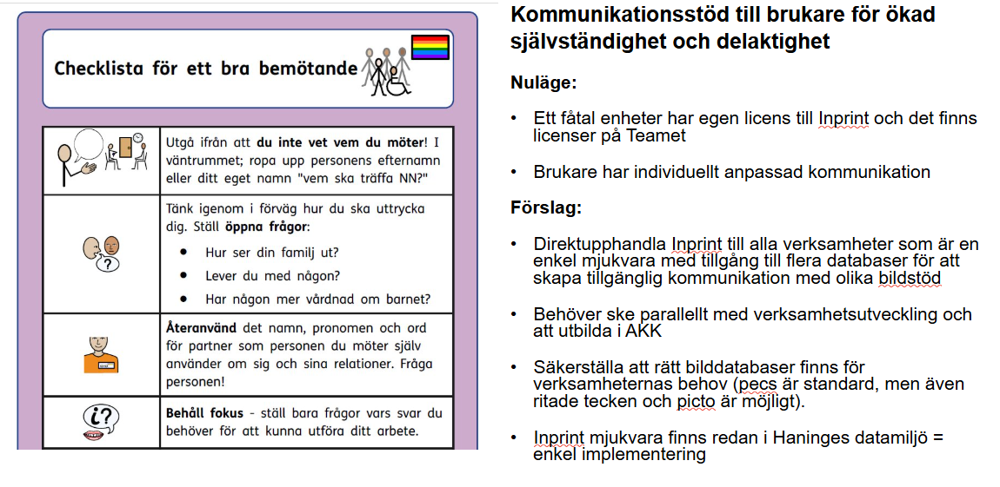 Checklista för ett bra bemötande
Utgå ifrån att du inte vet vem du möter! I
väntrummet; ropa upp personens efternamn
eller ditt eget namn "vem ska träffa NN?"
Tänk igenom i förväg hur du ska uttrycka
dig. Ställ öppna frågor:
• Hur ser din familj ut?
• Lever du med någon?
• Har någon mer vårdnad om barnet?
?
Återanvänd det namn, pronomen och ord
för partner som personen du möter själv
använder om sig och sina relationer. Fråga
personen!
¿?
Behåll fokus - ställ bara frågor vars svar du
behöver för att kunna utföra ditt arbete.
Kommunikationsstöd till brukare för ökad
självständighet och delaktighet
Nuläge:
• Ett fåtal enheter har egen licens till Inprint och det finns
licenser på Teamet
• Brukare har individuellt anpassad kommunikation
Förslag:
• Direktupphandla Inprint till alla verksamheter som är en
enkel mjukvara med tillgång till flera databaser för att
skapa tillgänglig kommunikation med olika bildstöd
• Behöver ske parallellt med verksamhetsutveckling och
att utbilda i AKK
• Säkerställa att rätt bilddatabaser finns för
verksamheternas behov (pecs är standard, men även
ritade tecken och picto är möjligt).
• Inprint mjukvara finns redan i Haninges datamiljö =
enkel implementering